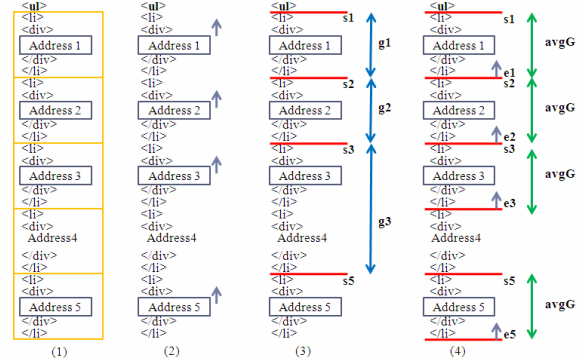 <ul>
<li>
<div>
Address 1
</div>
</li>
<li>
<div>
Address 2
</div>
</li>
<li>
<div>
Address 3
</div>
</li>
<li>
<div>
Address4
</div>
</li>
<li>
<div>
Address 5
</div>
</li>
(1)
<ul>
<li>
<div>
Address 1
</div>
</li>
<li>
<div>
Address 2
</div>
</li>
<li>
<div>
Address 3
</div>
</li>
<li>
<div>
Address4
</div>
</li>
<li>
<div>
Address 5
</div>
</li>
(2)
<ul>
<li> s1
<div>
Address 1 g1
</div>
</li>
<li> s2
<div>
Address 2 g2
</div>
</li>
<li> s3
<div>
Address 3
</div>
</li> g3
<li>
<div>
Address4
</div>
</li>
<li> s5
<div>
Address 5
</div>
</li>
(3)
<ul>
<li> s1
<div>
Address 1 avgG
</div>
</li> e1
<li> s2
<div>
Address 2 avgG
</div>
</li> e2
<li> s3
<div>
Address 3 avgG
</div>
</li> e3
<li>
<div>
Address4
</div>
</li>
<li> s5
<div>
Address 5 avgG
</div>
</li> e5
(4)